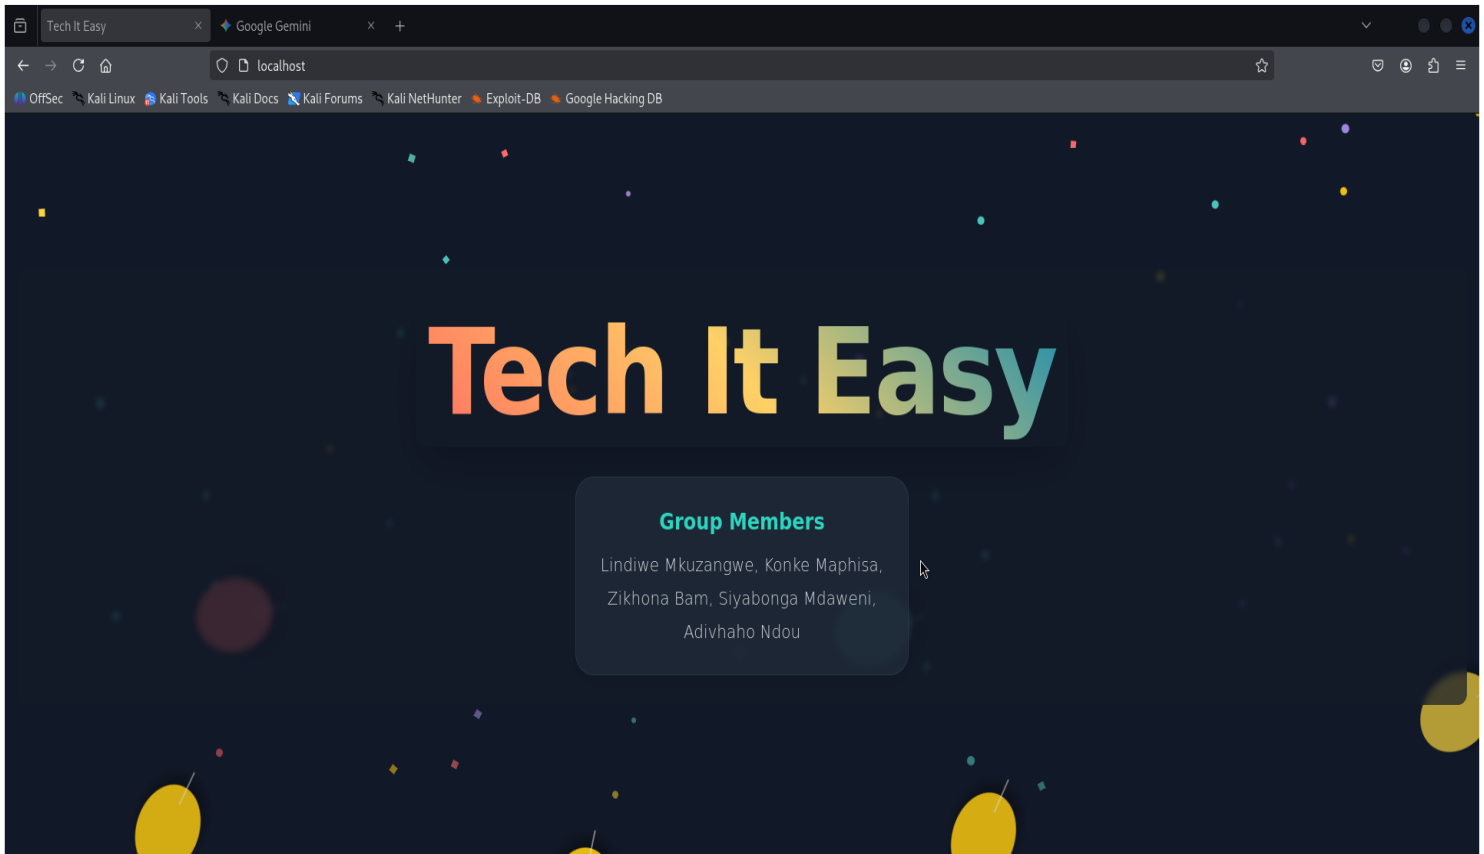 Tech It Easy
Google Gemini
localhost
OffSec Kali Linux Kali Tools Kali Docs Kali Forums Kali NetHunter Exploit-DB Google Hacking DB
Tech It Easy
Group Members
Lindiwe Mkuzangwe, Konke Maphisa,
Zikhona Bam, Siyabonga Mdaweni,
Adivhaho Ndou